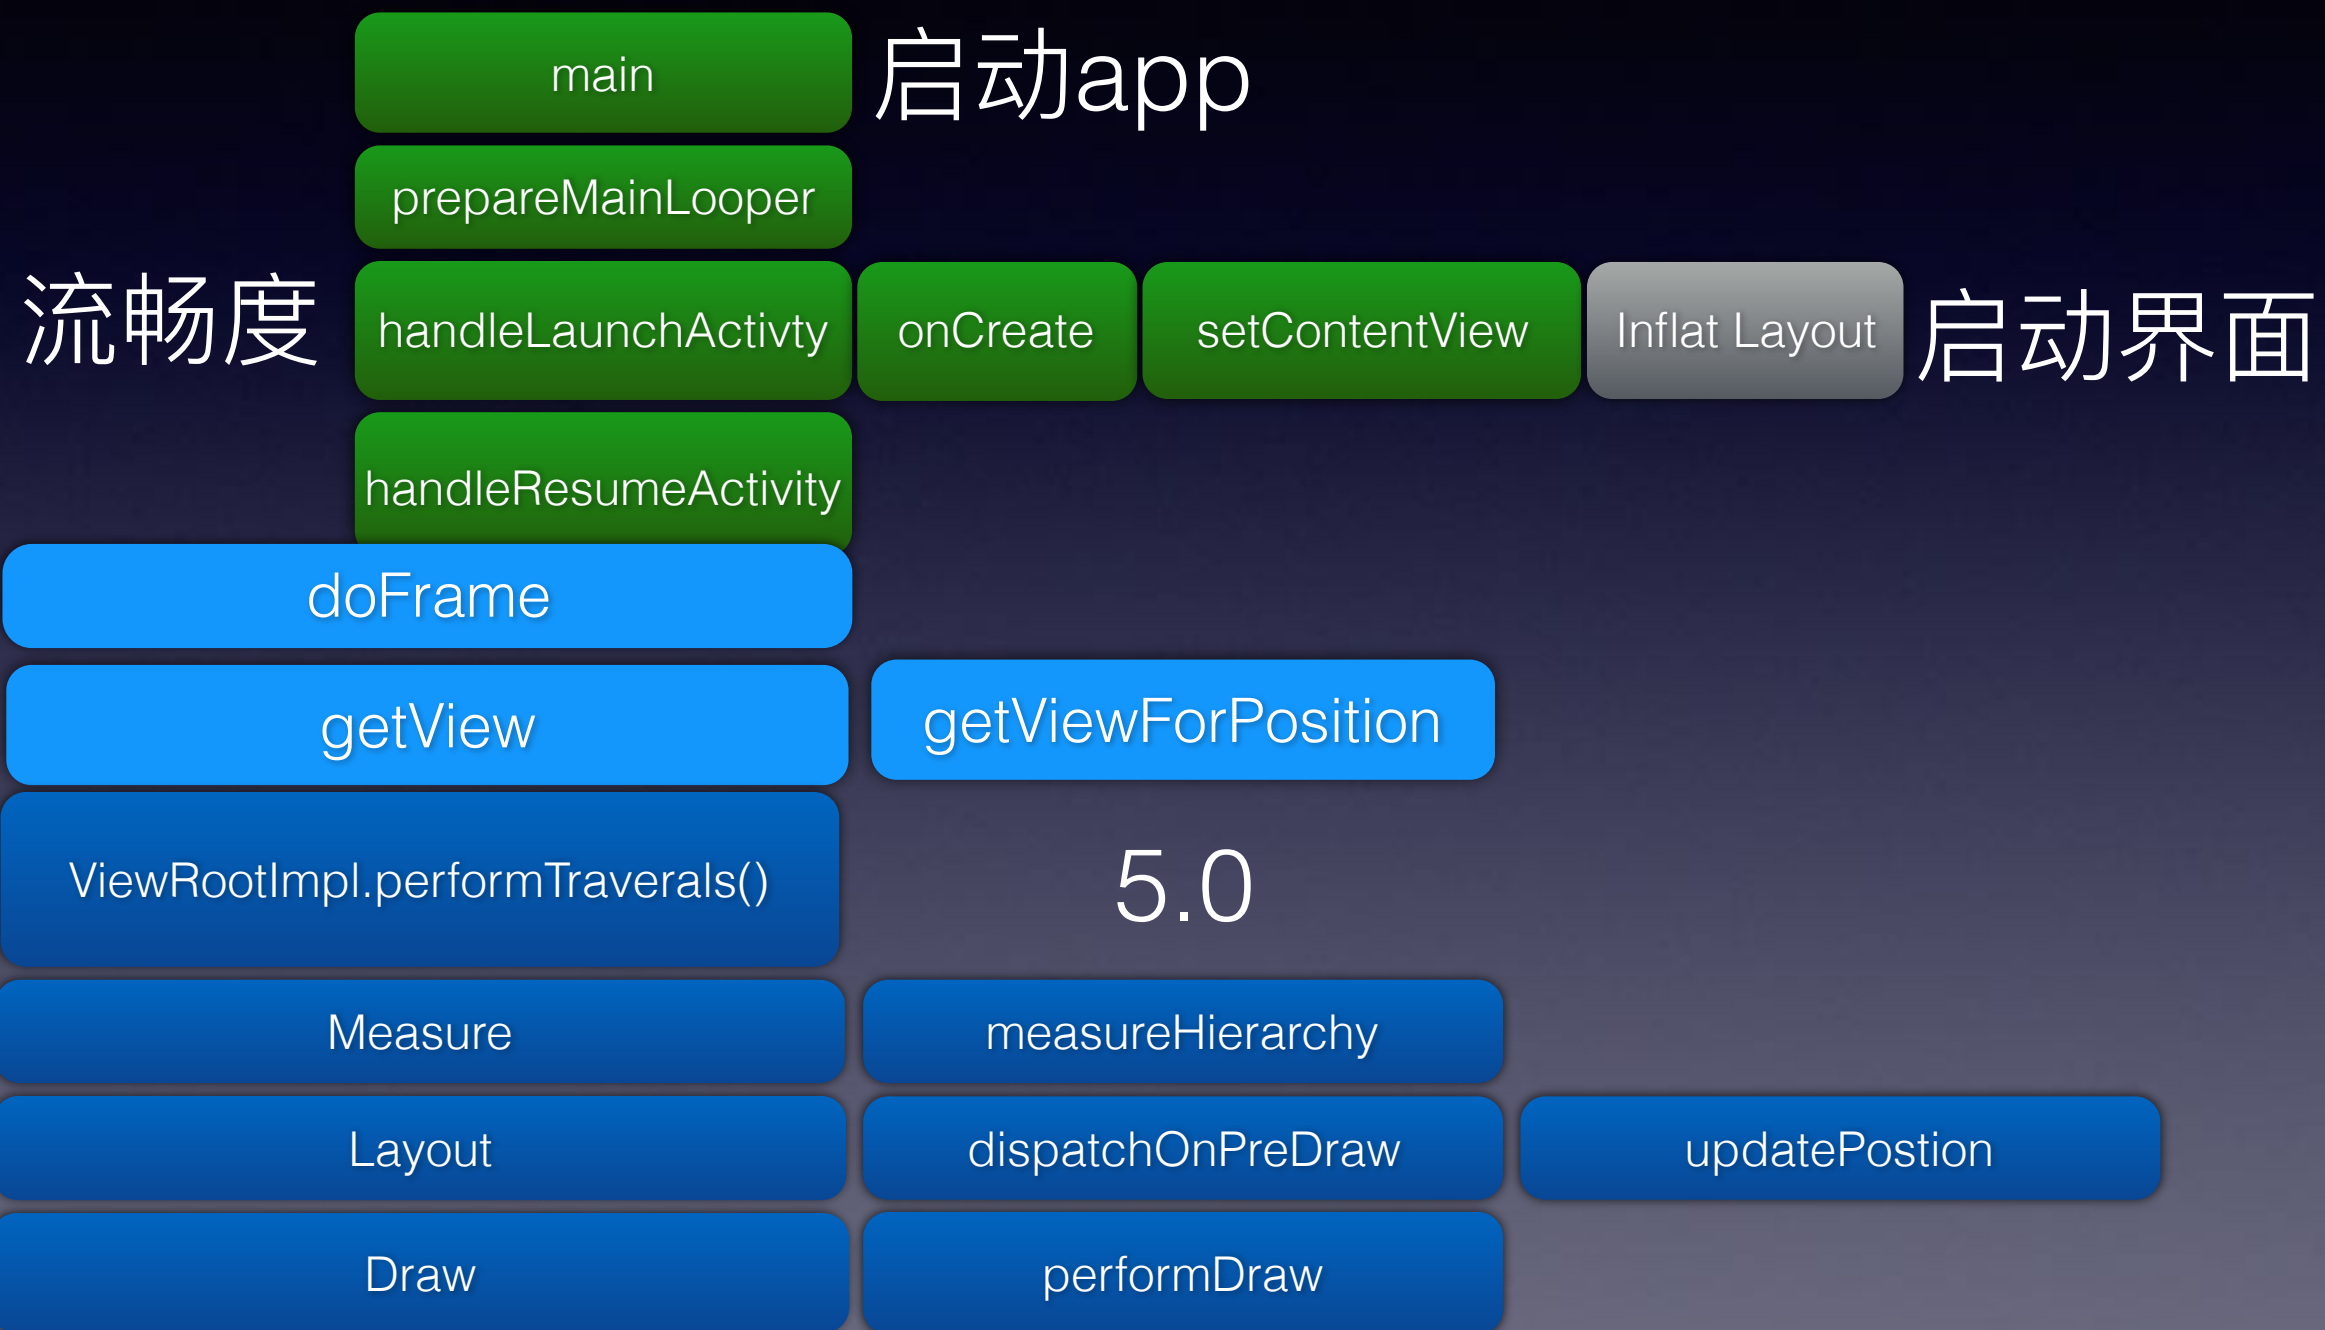 main
启动app
prepareMainLooper
流畅度
handleLaunchActivty
onCreate
setContentView
Inflat Layout
启动界面
handleResumeActivity
doFrame
getView
getViewForPosition
ViewRootImpl.performTraverals()
5.0
Measure
measureHierarchy
Layout
dispatchOnPreDraw
updatePostion
Draw
performDraw